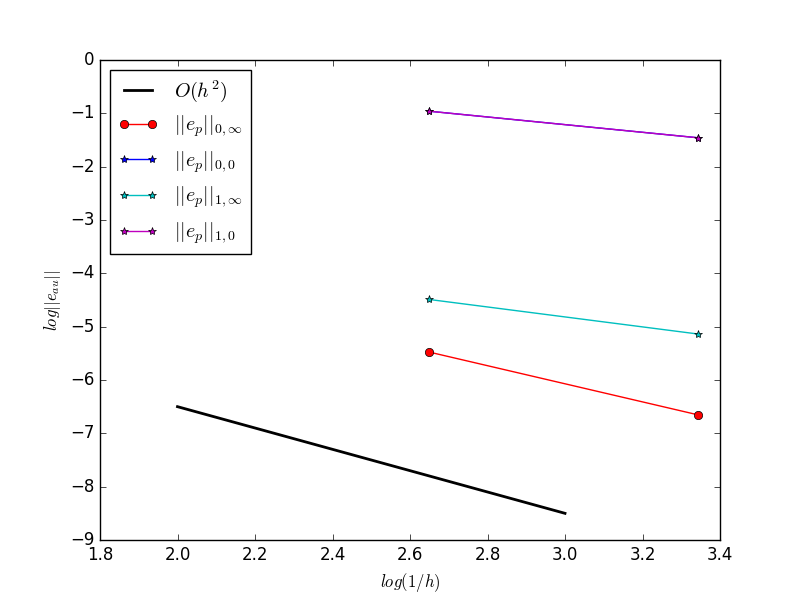 0
−1
−2
−3
−4
−5
−6
−7
−8
−9
log||e_{au}||
O(h^2)
||e_p||_{0,∞}
||e_p||_{0,0}
||e_p||_{1,∞}
||e_p||_{1,0}
1.8 2.0 2.2 2.4 2.6 2.8 3.0 3.2 3.4
log(1/h)